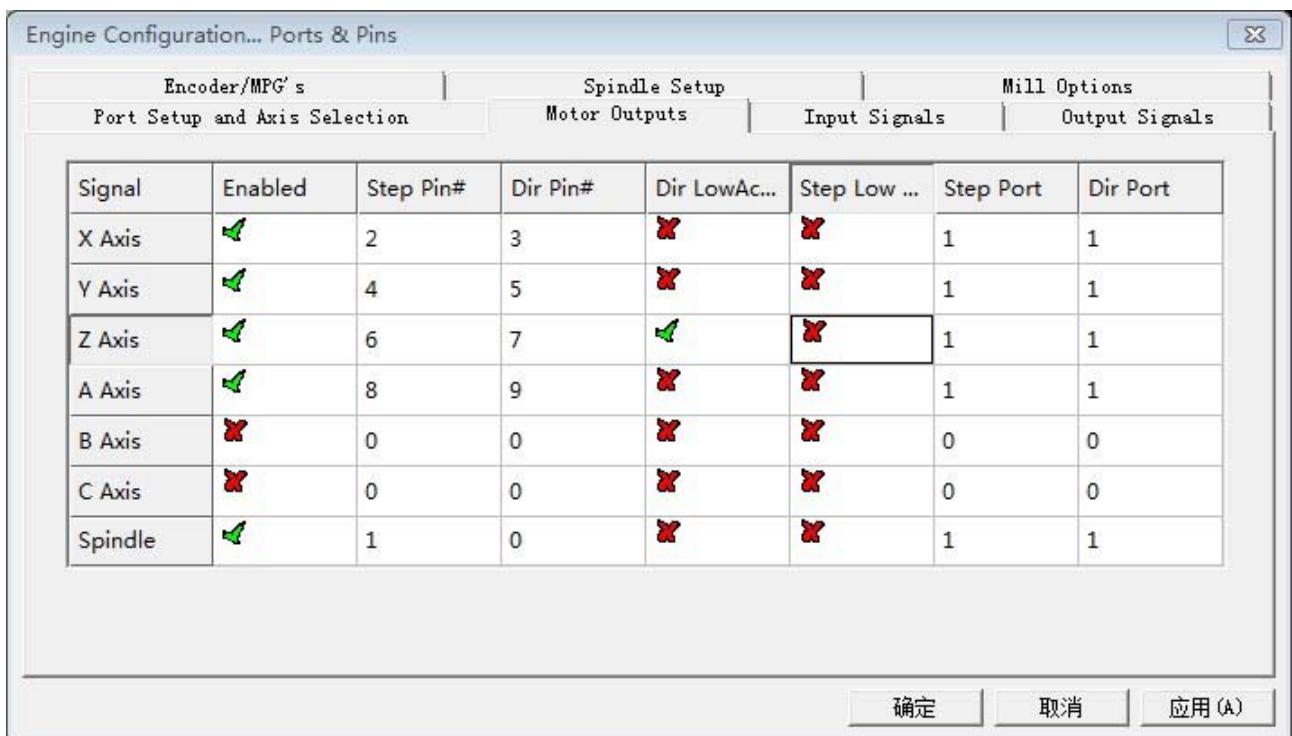 Engine Configuration... Ports & Pins
Encoder/MPG's Spindle Setup Mill Options
Port Setup and Axis Selection Motor Outputs Input Signals Output Signals
Signal Enabled Step Pin# Dir Pin# Dir LowAc... Step Low ... Step Port Dir Port
X Axis 2 3 1 1
Y Axis 4 5 1 1
Z Axis 6 7 1 1
A Axis 8 9 1 1
B Axis 0 0 0 0
C Axis 0 0 0 0
Spindle 1 0 1 1
确定 取消 应用(A)